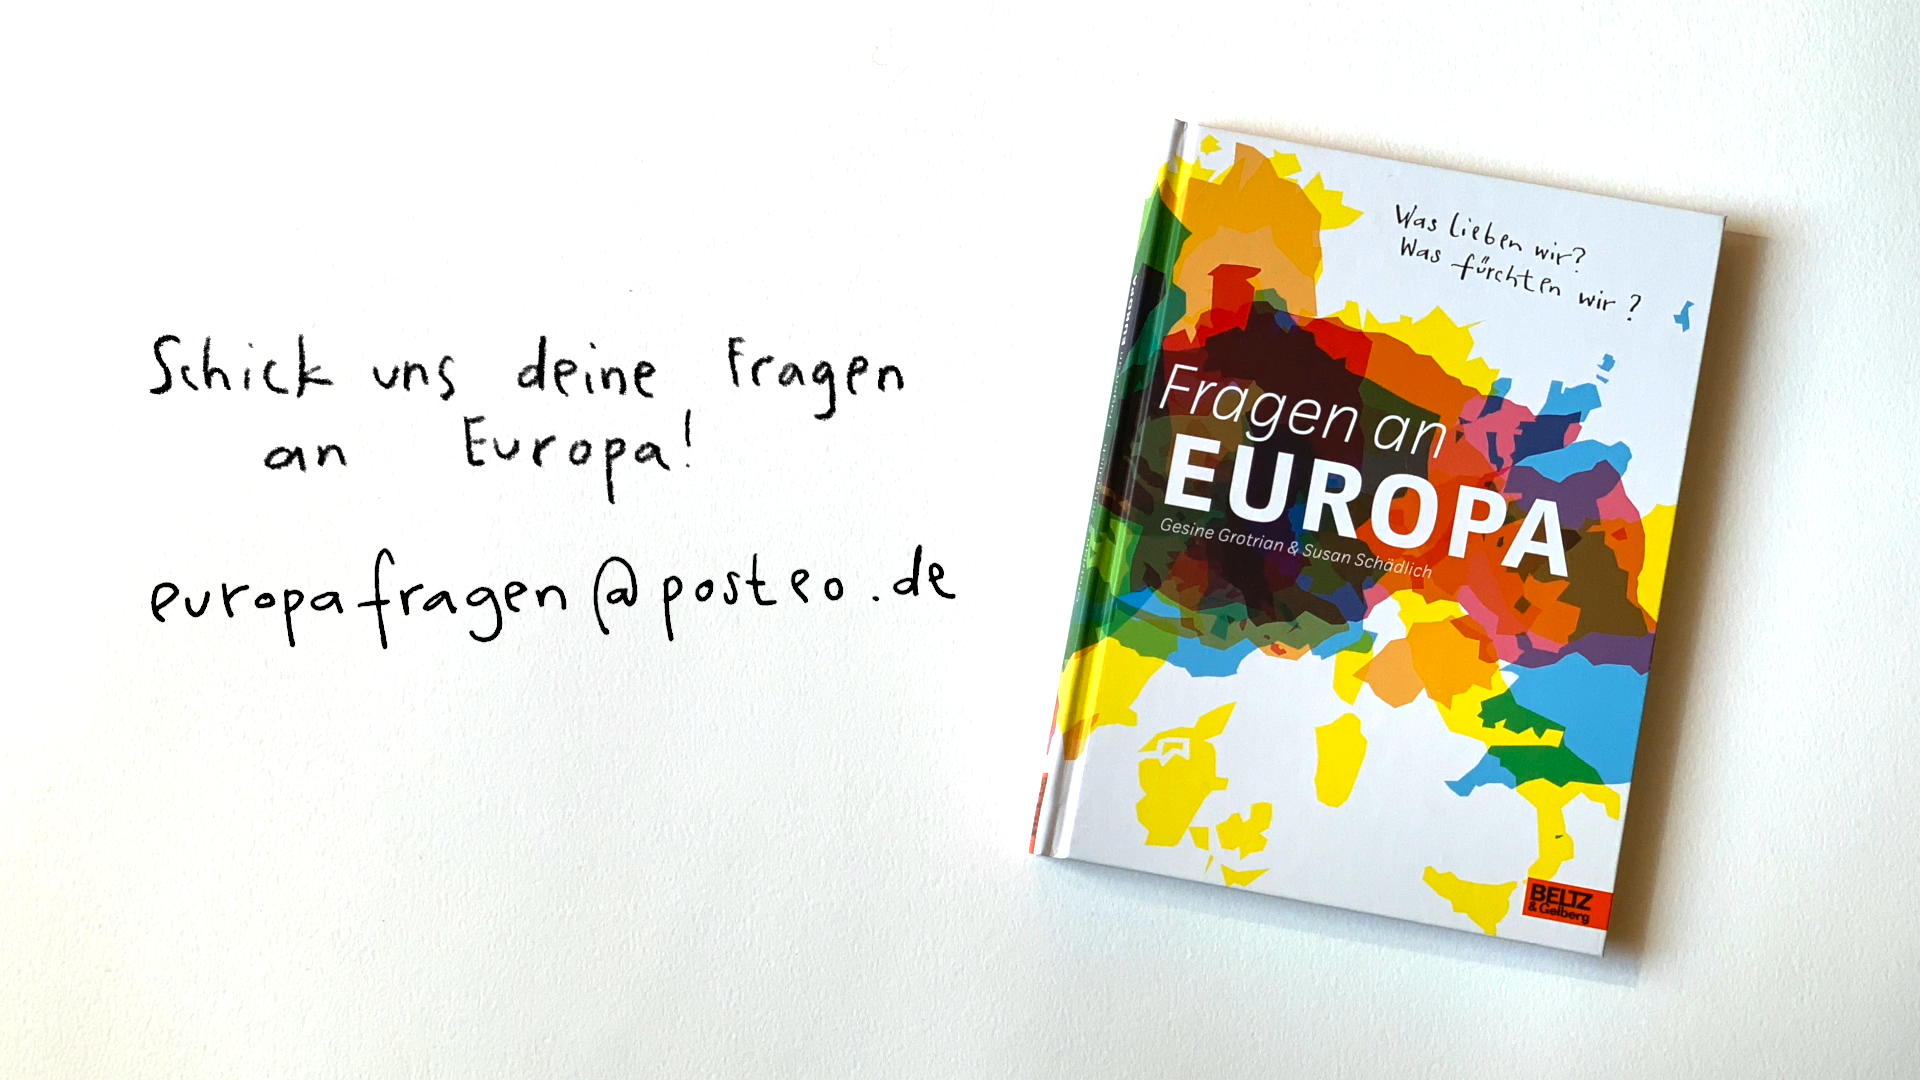 Schick uns deine Fragen
an Europa!
europafragen@posteo.de
Was lieben wir?
Was fürchten wir?
Fragen an
EUROPA
Gesine Grotrian & Susan Schädlich
BELTZ
& Gelberg
EUROPA